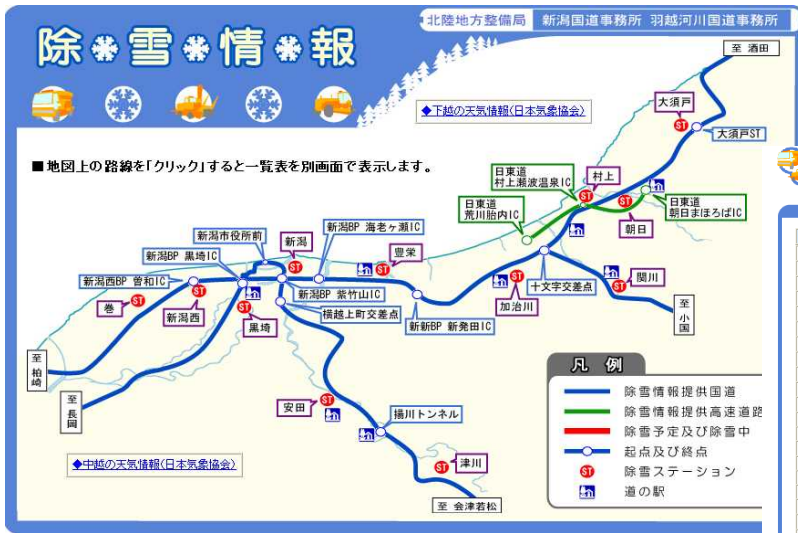 北陸地方整備局 新潟国道事務所 羽越河川国道事務所
除雪情報
至 酒田
◆下越の天気情報(日本気象協会)
大須戸
ST
大須戸ST
■地図上の路線を「クリック」すると一覧表を別画面で表示します。
日東道
村上瀬波温泉IC
村上
ST
日東道
荒川胎内IC
ST
朝日
日東道
朝日まほろばIC
新潟市役所前
新潟
ST
新潟BP 海老ヶ瀬IC
新潟BP 黒埼IC
豊栄
ST
新潟西BP 曽和IC
巻
ST
新潟西
ST
黒埼
ST
新潟BP 紫竹山IC
横越上町交差点
新新BP 新発田IC
加治川
ST
十文字交差点
関川
ST
至小国
至柏崎
至長岡
安田
ST
揚川トンネル
津川
ST
至 会津若松
◆中越の天気情報(日本気象協会)
凡 例
除雪情報提供国道
除雪情報提供高速道路
除雪予定及び除雪中
起点及び終点
ST 除雪ステーション
道の駅